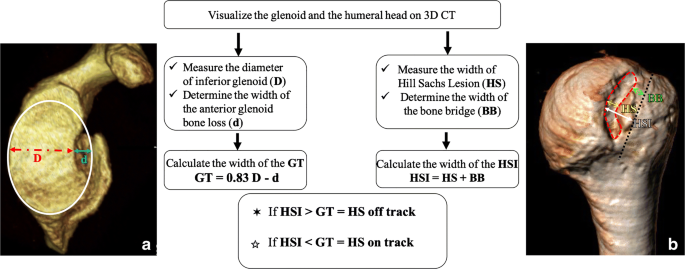 Visualize the glenoid and the humeral head on 3D CT
✓ Measure the diameter
of inferior glenoid (D)
✓ Determine the width of
the anterior glenoid
bone loss (d)
✓ Measure the width of
Hill Sachs Lesion (HS)
✓ Determine the width of
the bone bridge (BB)
Calculate the width of the GT
GT = 0.83 D - d
Calculate the width of the HSI
HSI = HS + BB
✶ If HSI > GT = HS off track
☆ If HSI < GT = HS on track
D
d
a
BB
HS
HSI
b